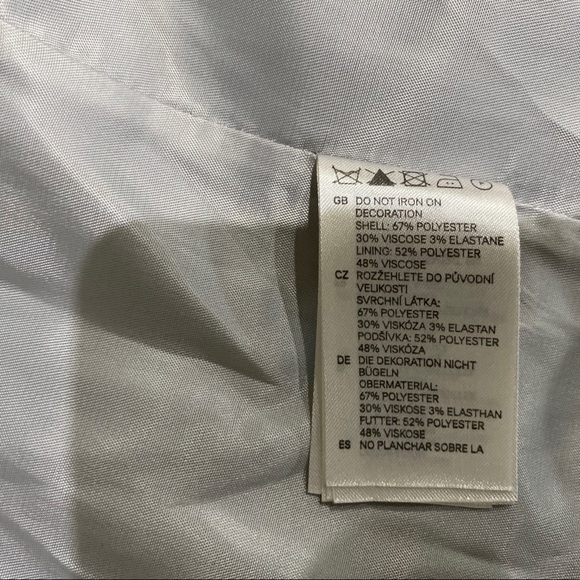 GB DO NOT IRON ON
DECORATION
SHELL: 67% POLYESTER
30% VISCOSE 3% ELASTANE
LINING: 52% POLYESTER
48% VISCOSE
CZ ROZŽEHLETE DO PŮVODNÍ
VELIKOSTI
SVRCHNÍ LÁTKA:
67% POLYESTER
30% VISKÓZA 3% ELASTAN
PODŠÍVKA: 52% POLYESTER
48% VISKÓZA
DE DIE DEKORATION NICHT
BÜGELN
OBERMATERIAL:
67% POLYESTER
30% VISKOSE 3% ELASTHAN
FUTTER: 52% POLYESTER
48% VISKOSE
ES NO PLANCHAR SOBRE LA